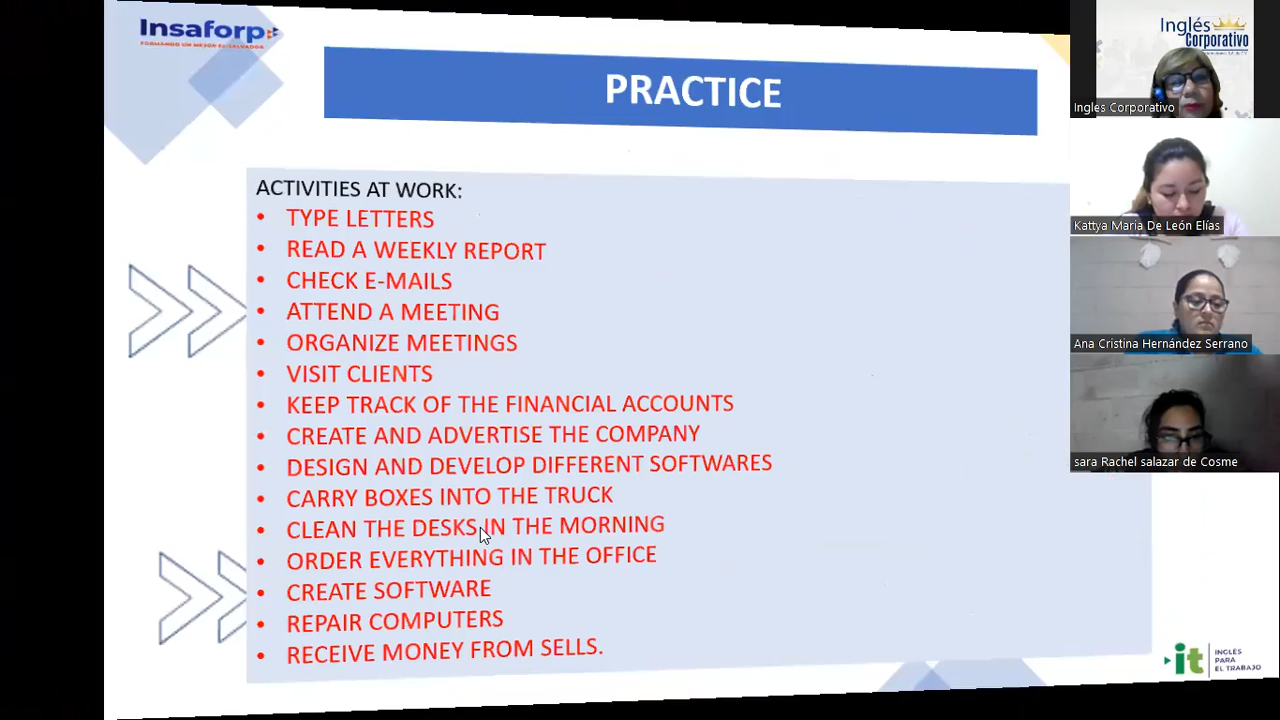 Insaforp
FORMANDO UN MEJOR EL SALVADOR
PRACTICE
ACTIVITIES AT WORK:
• TYPE LETTERS
• READ A WEEKLY REPORT
• CHECK E-MAILS
• ATTEND A MEETING
• ORGANIZE MEETINGS
• VISIT CLIENTS
• KEEP TRACK OF THE FINANCIAL ACCOUNTS
• CREATE AND ADVERTISE THE COMPANY
• DESIGN AND DEVELOP DIFFERENT SOFTWARES
• CARRY BOXES INTO THE TRUCK
• CLEAN THE DESKS IN THE MORNING
• ORDER EVERYTHING IN THE OFFICE
• CREATE SOFTWARE
• REPAIR COMPUTERS
• RECEIVE MONEY FROM SELLS.
it
INGLÉS
PARA
EL TRABAJO
Inglés
Corporativo
Ingles Corporativo
Kattya Maria De León Elías
Ana Cristina Hernández Serrano
sara Rachel salazar de Cosme